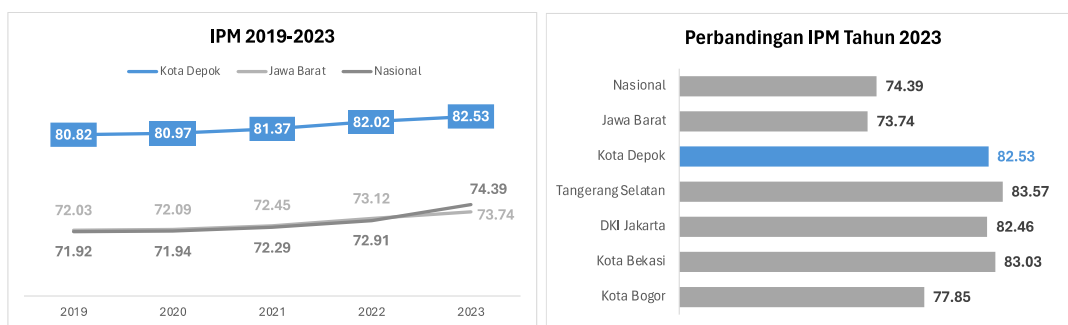 IPM 2019-2023
Kota Depok Jawa Barat Nasional
80.82 80.97 81.37 82.02 82.53
72.03 72.09 72.45 73.12 74.39
71.92 71.94 72.29 72.91 73.74
2019 2020 2021 2022 2023
Perbandingan IPM Tahun 2023
Nasional 74.39
Jawa Barat 73.74
Kota Depok 82.53
Tangerang Selatan 83.57
DKI Jakarta 82.46
Kota Bekasi 83.03
Kota Bogor 77.85